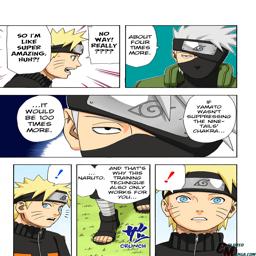 NO WAY!
REALLY?
????
SO I'M
LIKE
SUPER
AMAZING,
HUH?!
ABOUT
FOUR TIMES
MORE.
IF
YAMATO
WASN'T
SUPPRESSING
THE NINE-
TAILS'
CHAKRA...
...IT
WOULD
BE 100
TIMES
MORE.
!
AND THAT'S
WHY THIS
TRAINING
TECHNIQUE
ALSO ONLY
WORKS FOR
YOU...
...
NARUTO.
CRUNCH
!